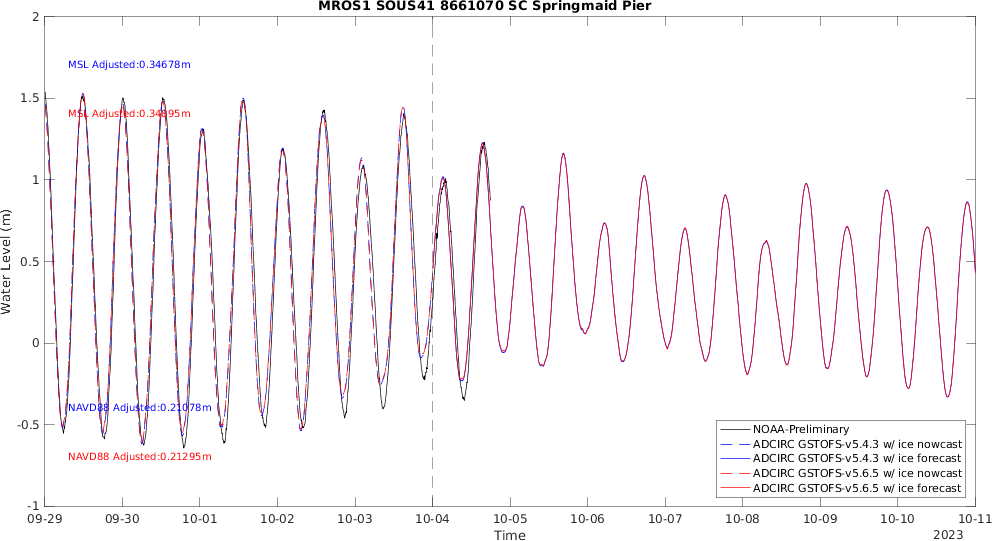 MROS1 SOUS41 8661070 SC Springmaid Pier
2
1.5
1
0.5
0
-0.5
-1
Water Level (m)
MSL Adjusted:0.34678m
MSL Adjusted:0.34895m
NAVD88 Adjusted:0.21078m
NAVD88 Adjusted:0.21295m
NOAA-Preliminary
ADCIRC GSTOFS-v5.4.3 w/ ice nowcast
ADCIRC GSTOFS-v5.4.3 w/ ice forecast
ADCIRC GSTOFS-v5.6.5 w/ ice nowcast
ADCIRC GSTOFS-v5.6.5 w/ ice forecast
09-29 09-30 10-01 10-02 10-03 10-04 10-05 10-06 10-07 10-08 10-09 10-10 10-11
Time
2023